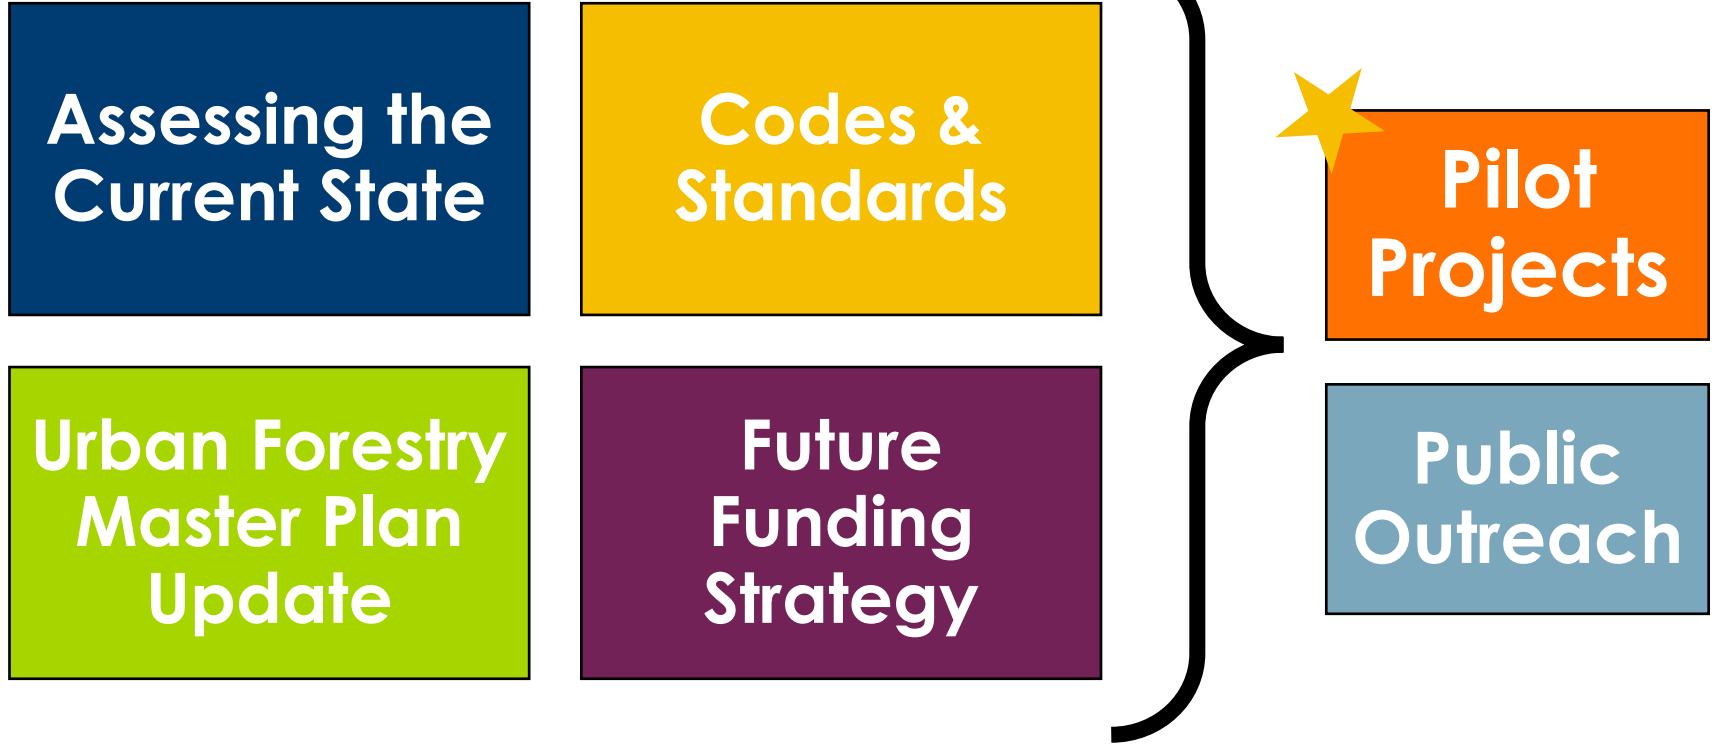 Assessing the
Current State
Codes &
Standards
Urban Forestry
Master Plan
Update
Future
Funding
Strategy
Pilot
Projects
Public
Outreach